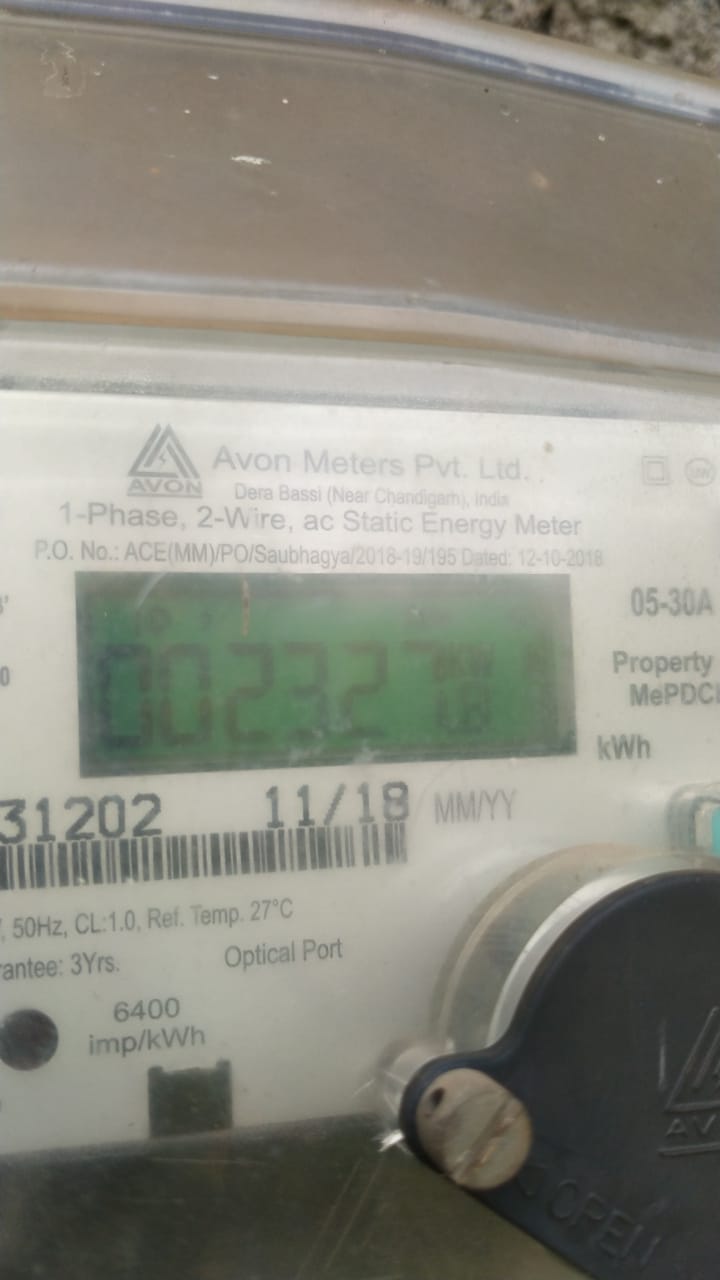 AVON
Avon Meters Pvt. Ltd.
Dera Bassi (Near Chandigarh), India
1-Phase, 2-Wire, ac Static Energy Meter
P.O. No.: ACE(MM)/PO/Saubhagya/2018-19/195 Dated: 12-10-2018
05-30A
002327
Property
MePDCL
kWh
31202 11/18 MM/YY
, 50Hz, CL:1.0, Ref. Temp. 27°C
rantee: 3Yrs.
Optical Port
6400
imp/kWh
OPEN